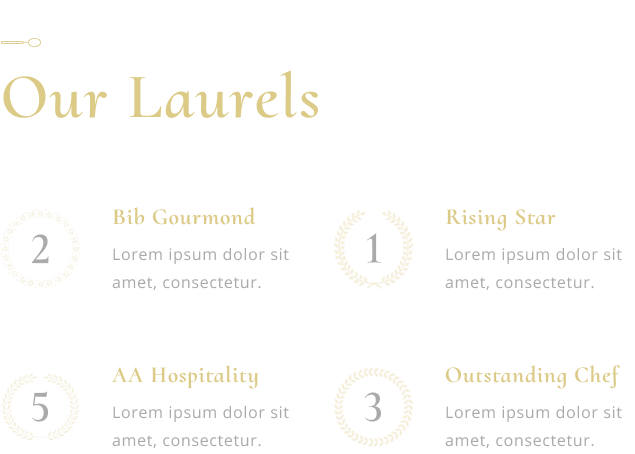 Our Laurels
2
Bib Gourmond
Lorem ipsum dolor sit
amet, consectetur.
1
Rising Star
Lorem ipsum dolor sit
amet, consectetur.
5
AA Hospitality
Lorem ipsum dolor sit
amet, consectetur.
3
Outstanding Chef
Lorem ipsum dolor sit
amet, consectetur.